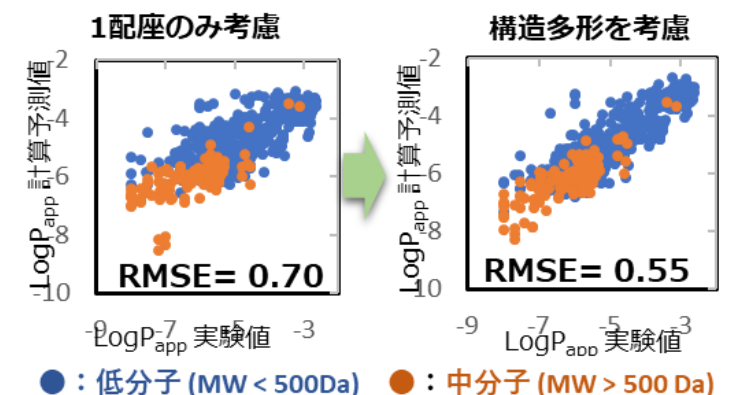 1配座のみ考慮
-2
-4
-6
-8
-10
LogPapp 計算予測値
RMSE= 0.70
-9
-7
-5
-3
LogPapp 実験値
構造多形を考慮
-2
-4
-6
-8
-10
LogPapp 計算予測値
RMSE= 0.55
-9
-7
-5
-3
LogPapp 実験値
：低分子 (MW < 500Da)
：中分子 (MW > 500 Da)